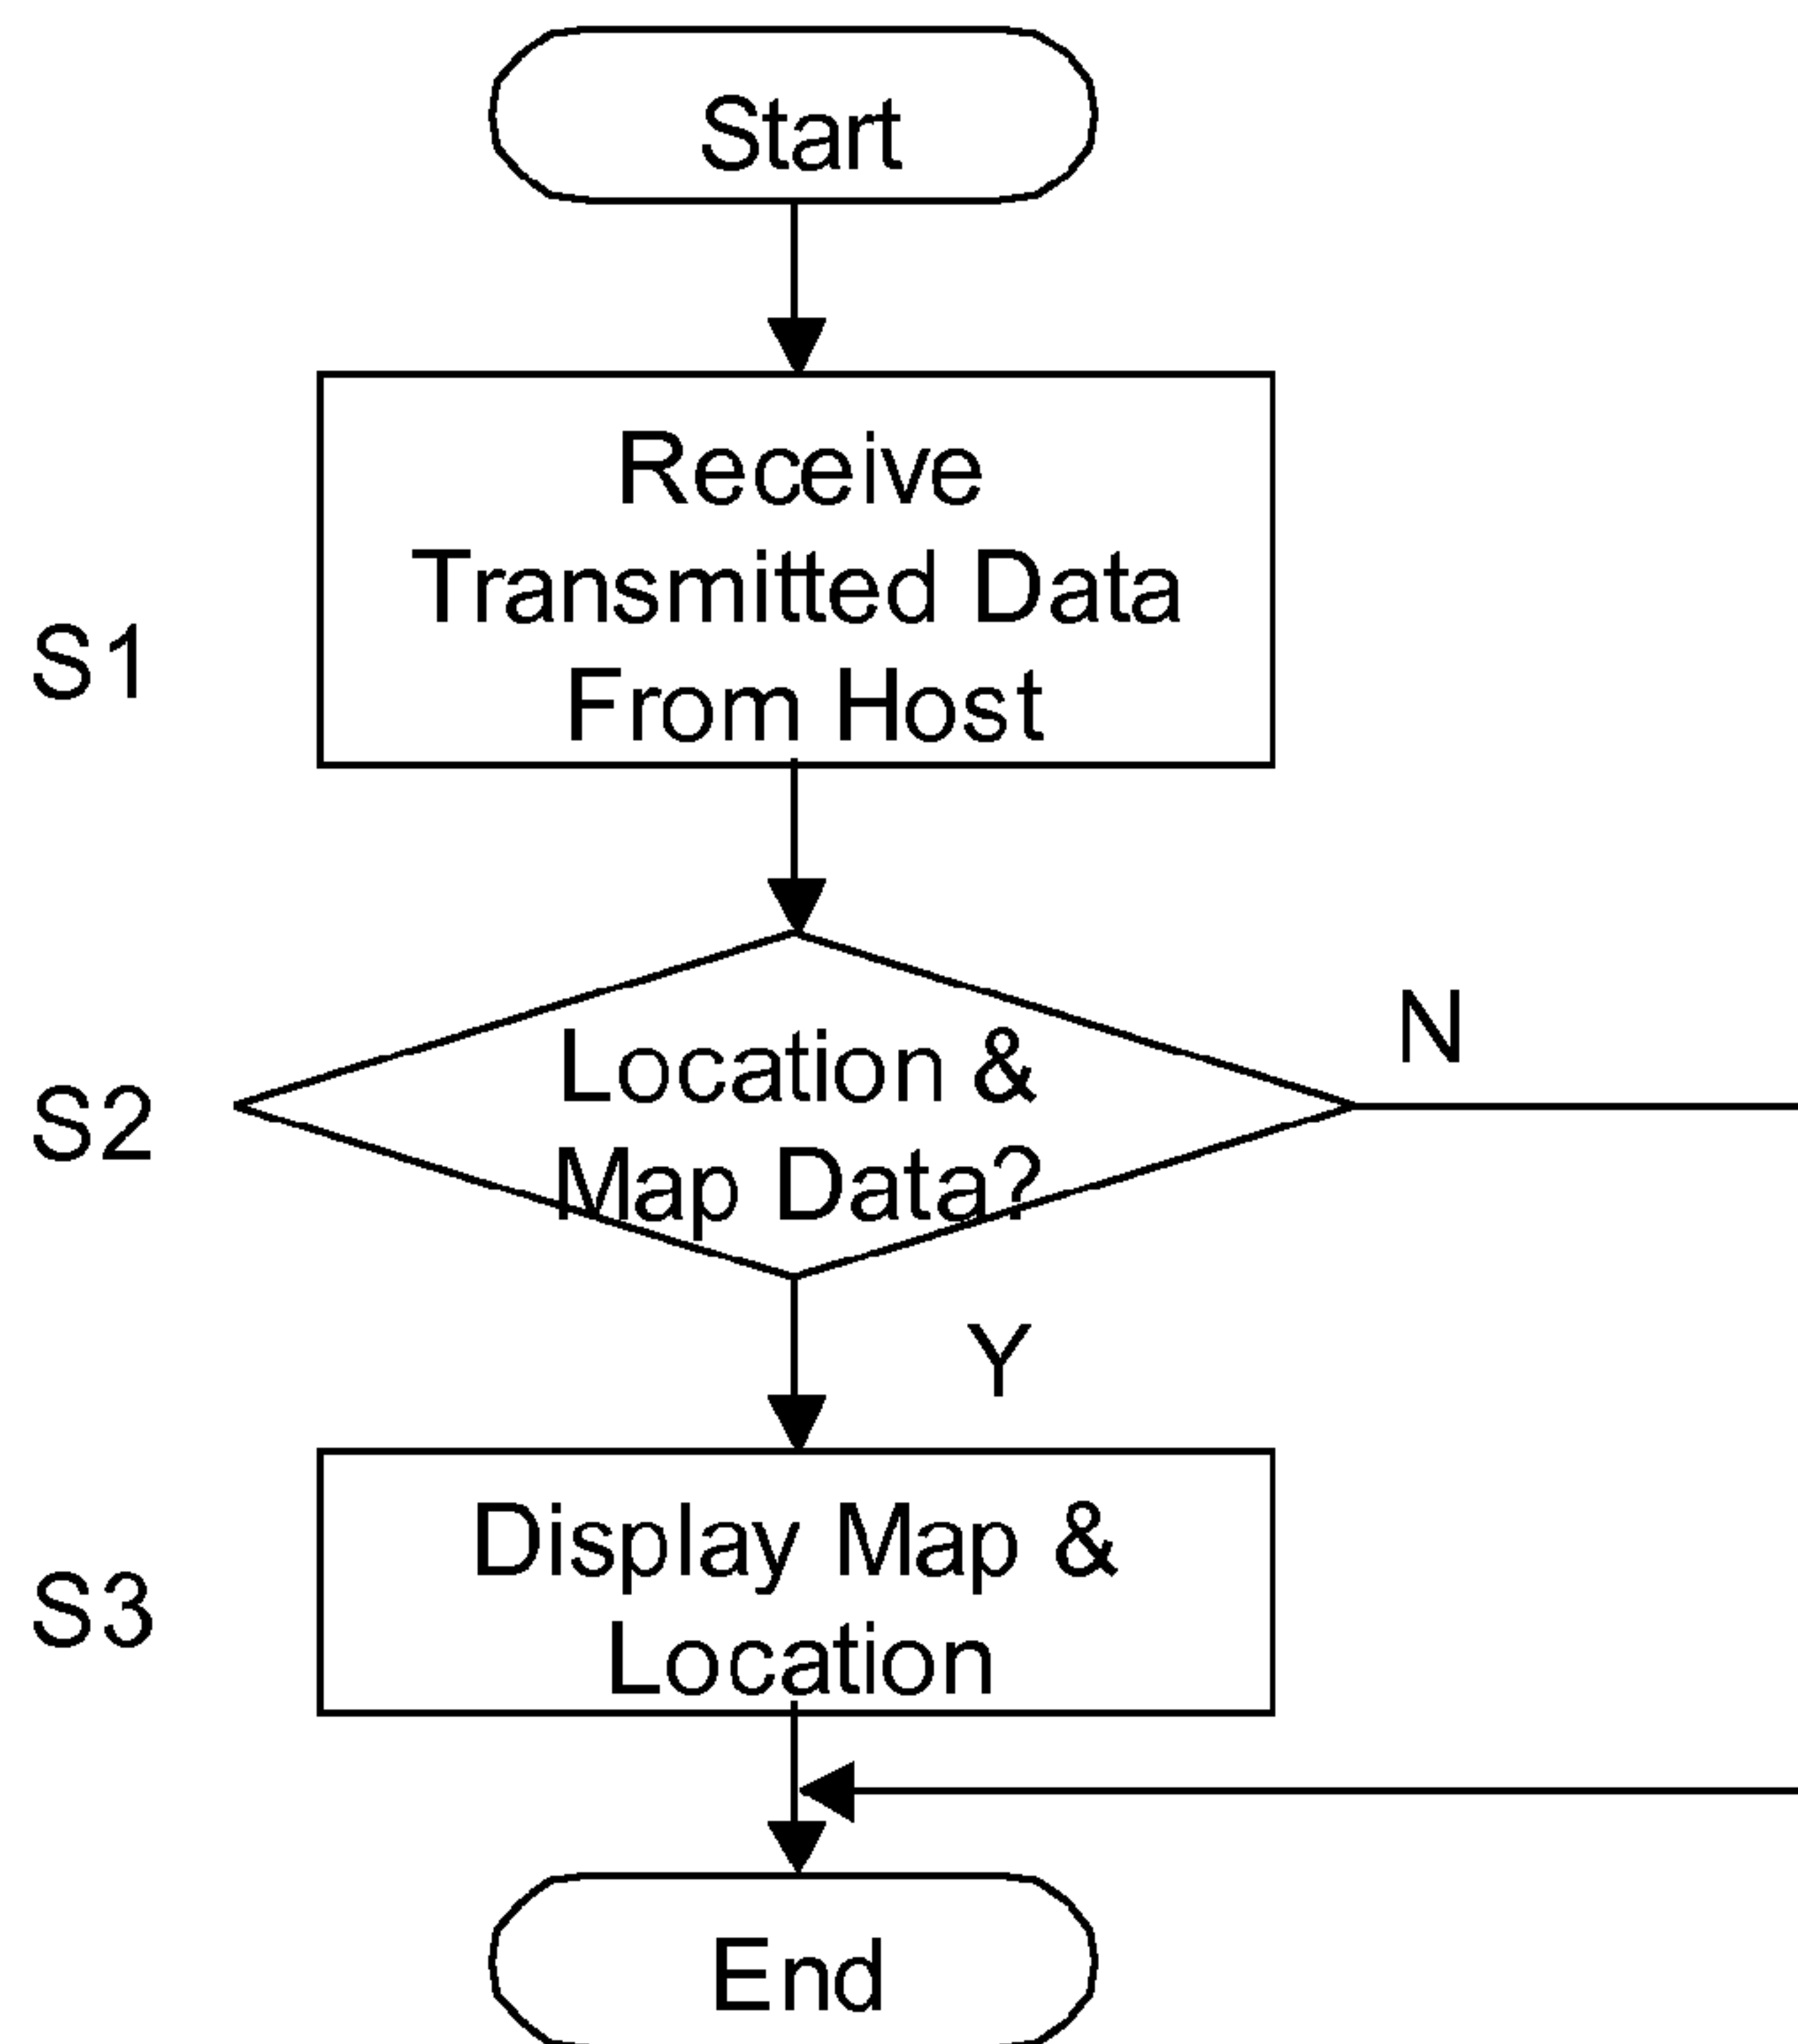 Start
Receive
Transmitted Data
From Host
S1
Location &
Map Data?
N
S2
Y
Display Map &
Location
S3
End